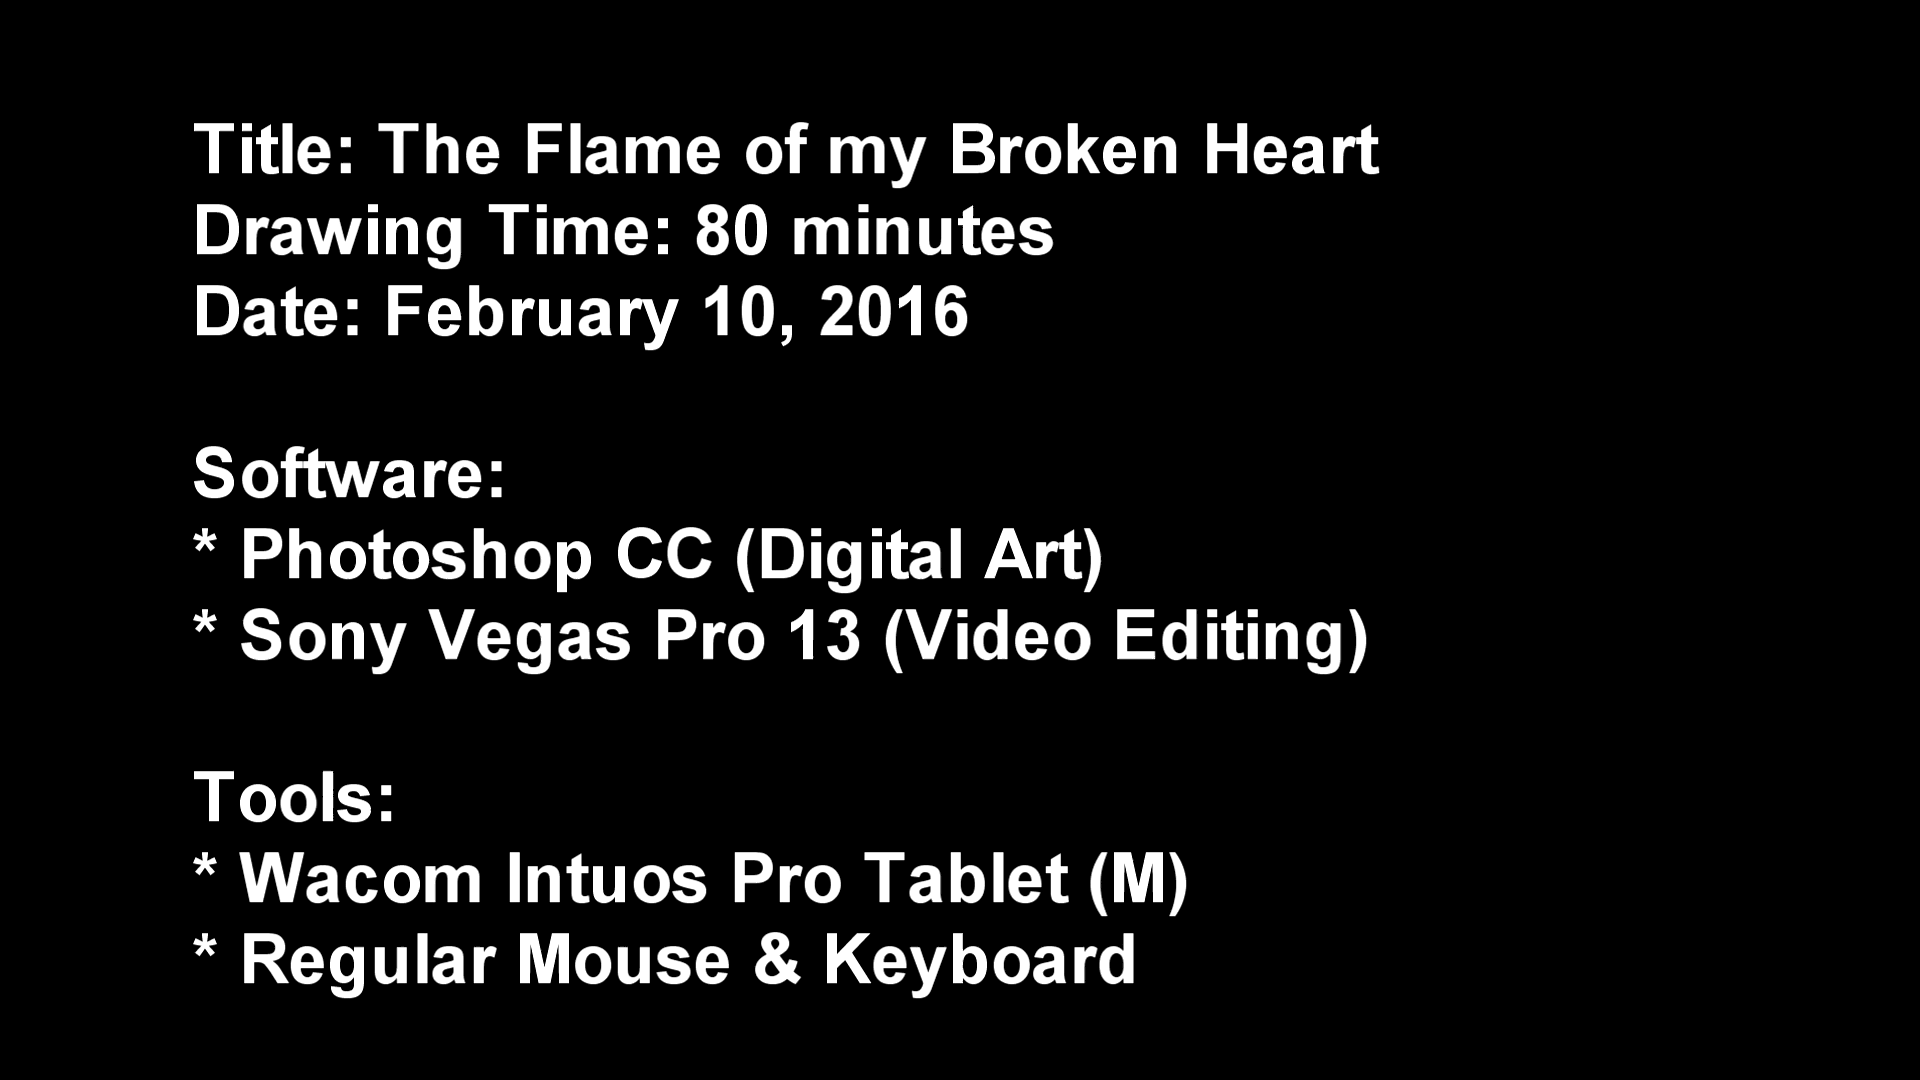 Title: The Flame of my Broken Heart
Drawing Time: 80 minutes
Date: February 10, 2016
Software:
* Photoshop CC (Digital Art)
* Sony Vegas Pro 13 (Video Editing)
Tools:
* Wacom Intuos Pro Tablet (M)
* Regular Mouse & Keyboard